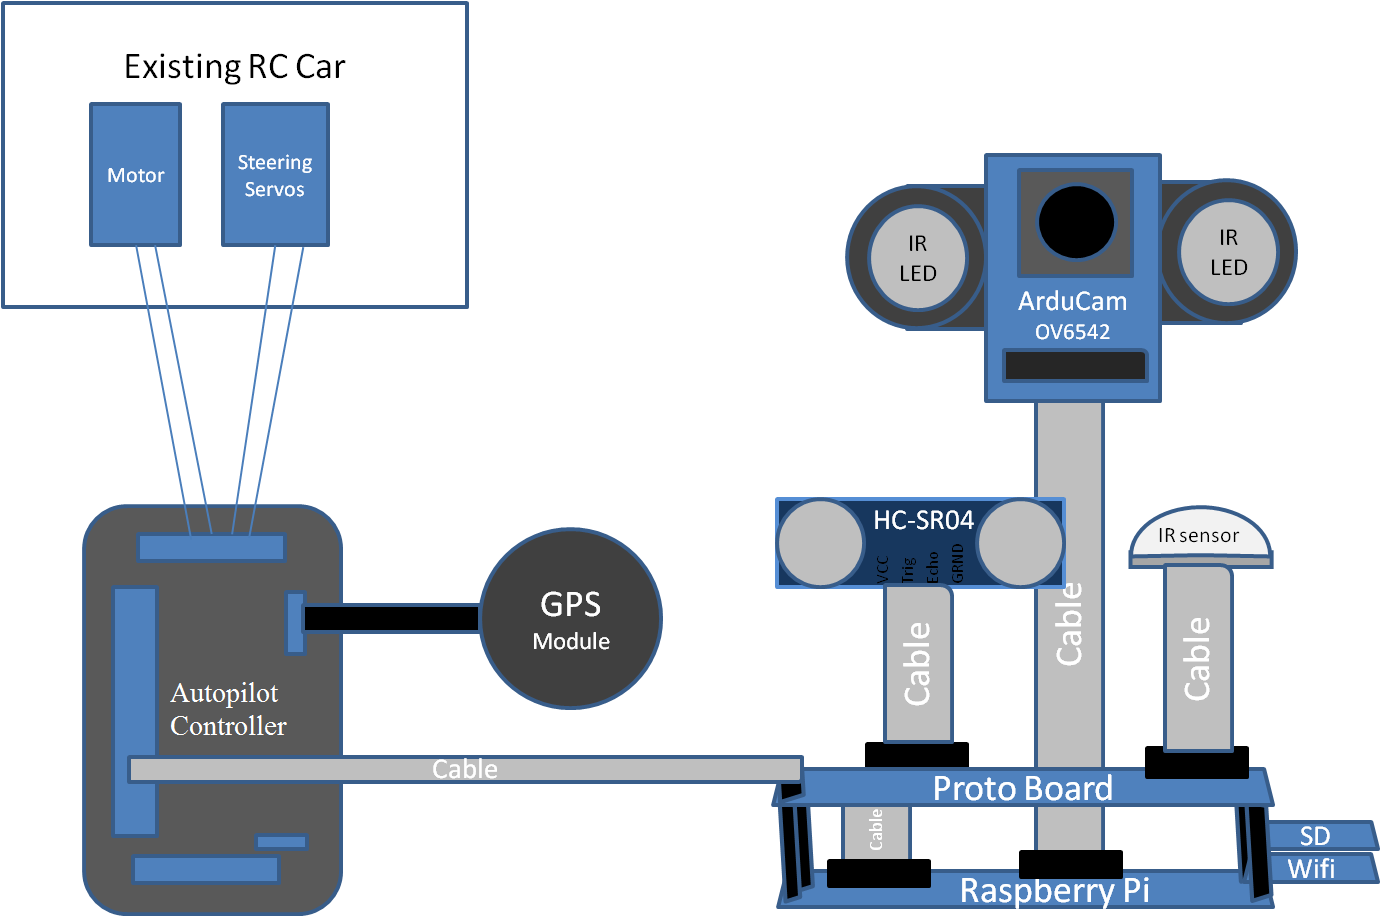 Existing RC Car
Motor
Steering
Servos
IR
LED
IR
LED
ArduCam
OV6542
HC-SR04
VCC
Trig
Echo
GRND
IR sensor
GPS
Module
Cable
Cable
Cable
Autopilot
Controller
Cable
Proto Board
Cable
SD
Wifi
Raspberry Pi